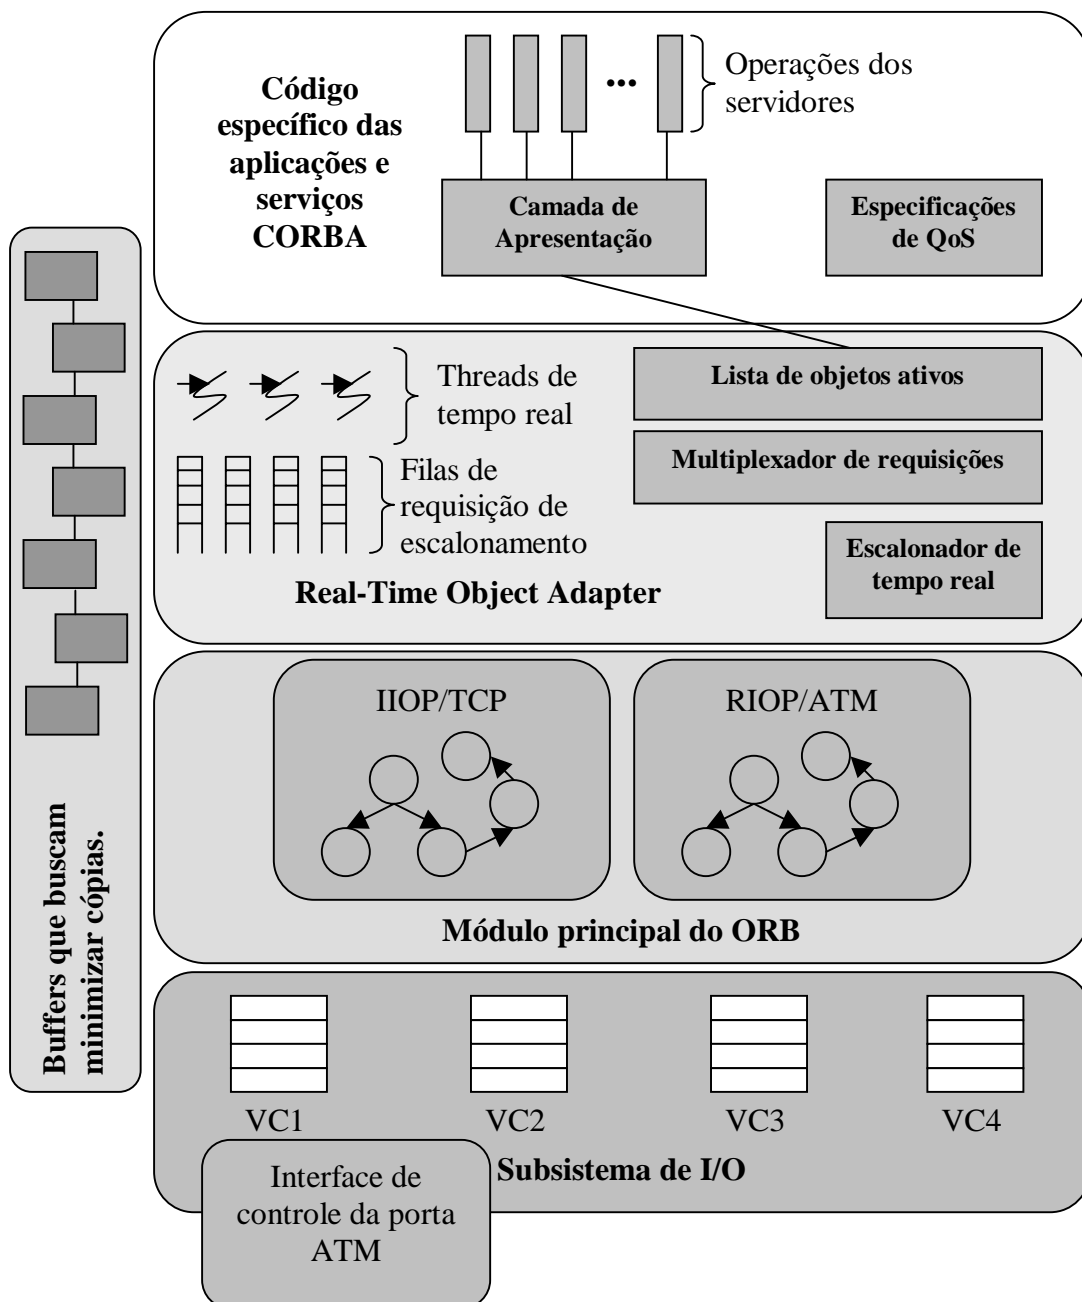 Código
específico das
aplicações e
serviços
CORBA
...
Operações dos
servidores
Camada de
Apresentação
Especificações
de QoS
Threads de
tempo real
Filas de
requisição de
escalonamento
Lista de objetos ativos
Multiplexador de requisições
Escalonador de
tempo real
Real-Time Object Adapter
IIOP/TCP
RIOP/ATM
Módulo principal do ORB
Buffers que buscam
minimizar cópias.
VC1
VC2
VC3
VC4
Subsistema de I/O
Interface de
controle da porta
ATM